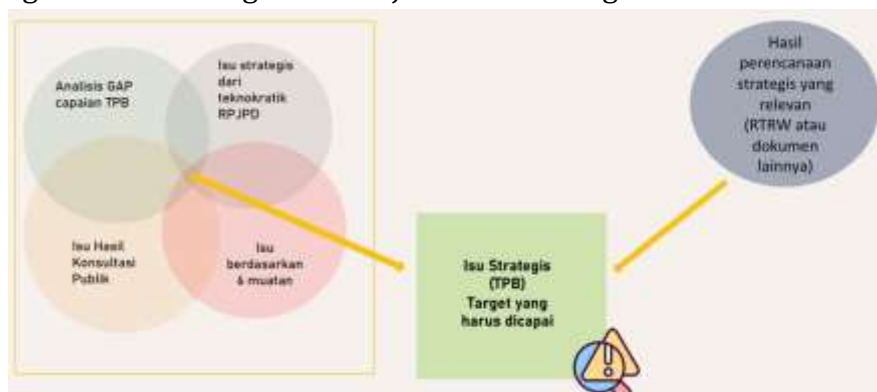 Analisis GAP
capaian TPB
Isu strategis
dari
teknokratik
RPJPD
Isu Hasil
Konsultasi
Publik
Isu
berdasarkan
6 muatan
Isu Strategis
(TPB)
Target yang
harus dicapai
Hasil
perencanaan
strategis yang
relevan
(RTRW atau
dokumen
lainnya)